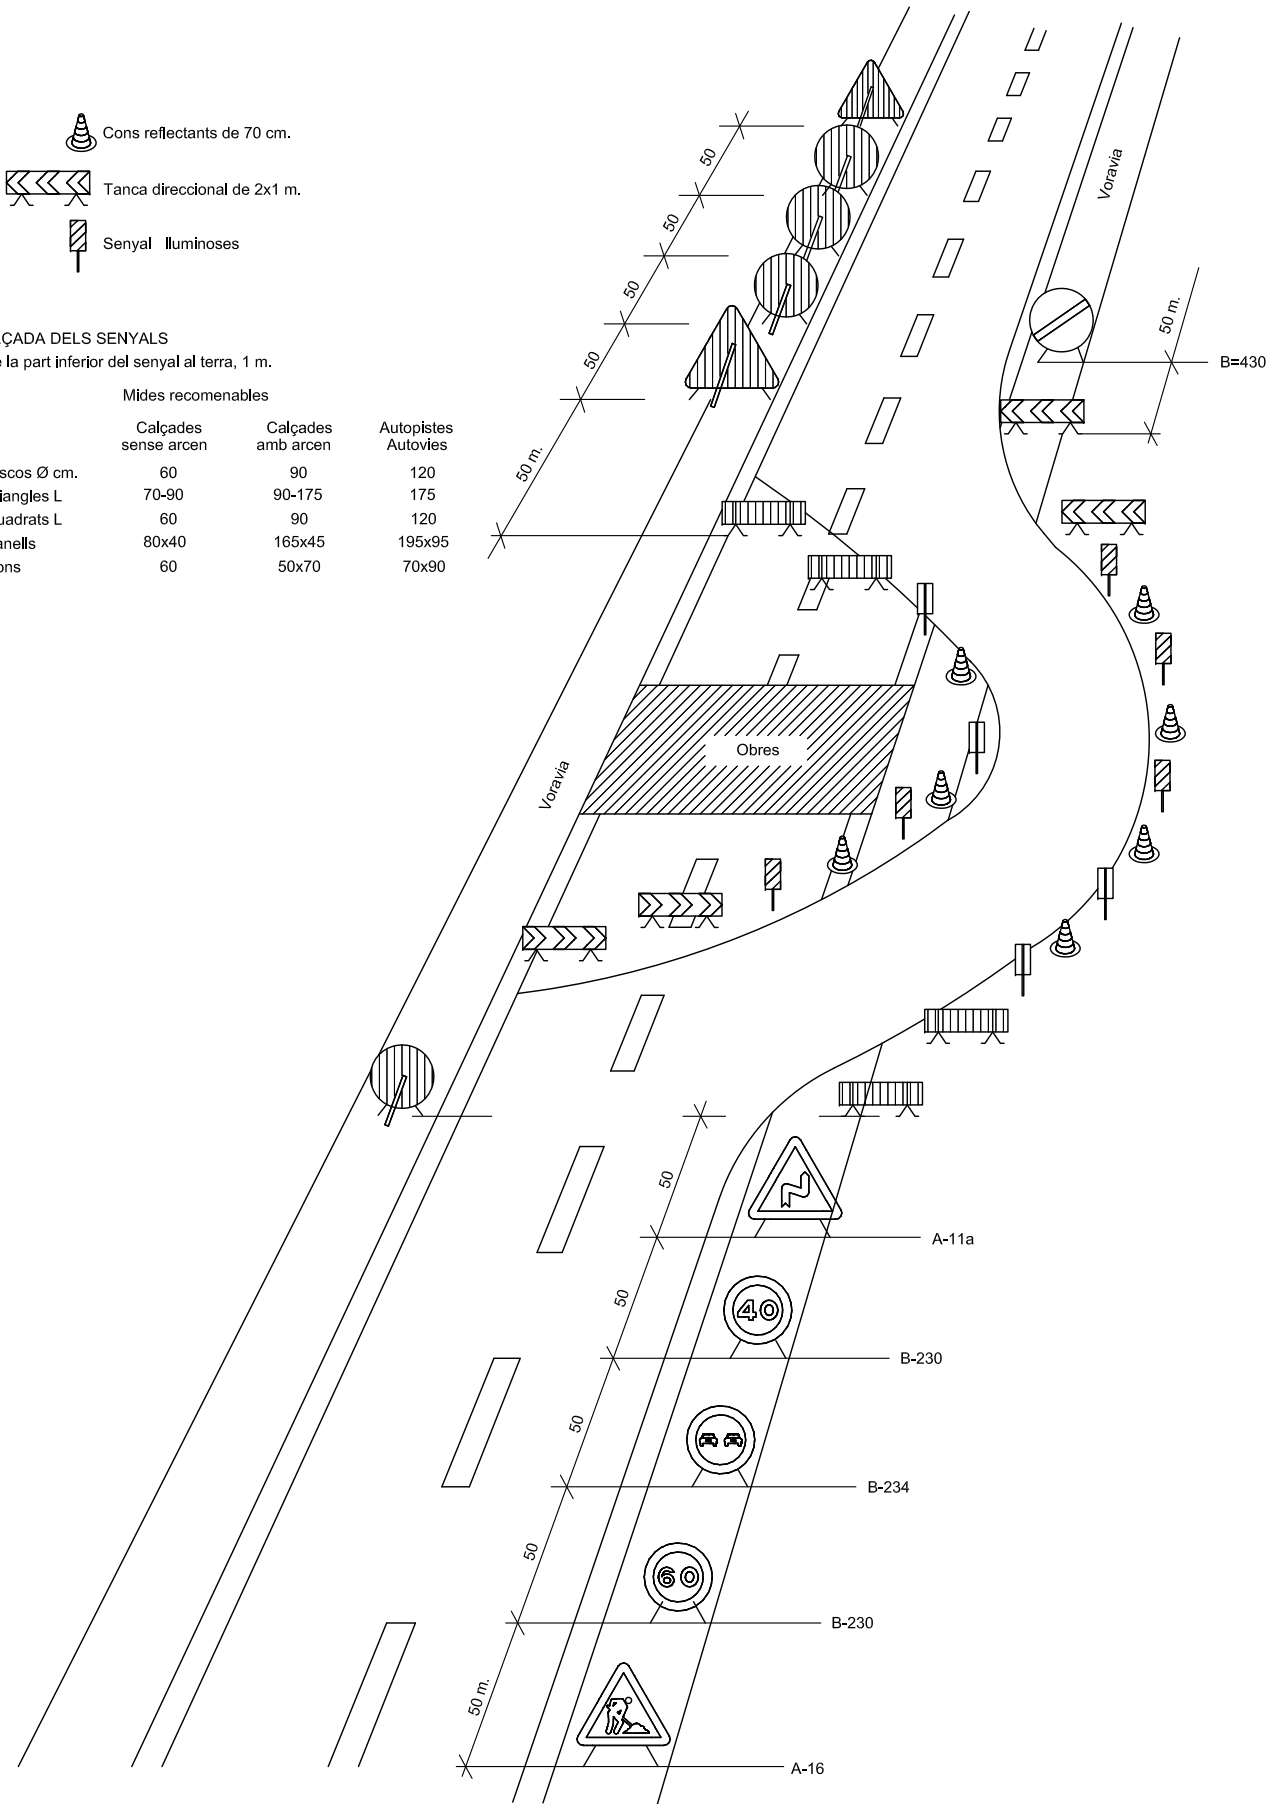 Cons reflectants de 70 cm.
Tanca direccional de 2x1 m.
Senyal lluminoses
ÇADA DELS SENYALS
e la part inferior del senyal al terra, 1 m.
Mides recomenables
Calçades sense arcen Calçades amb arcen Autopistes Autovies
scos Ø cm. 60 90 120
iangles L 70-90 90-175 175
uadrats L 60 90 120
anells 80x40 165x45 195x95
ons 60 50x70 70x90
50
50
50
50
50 m.
Voravia
50 m.
B=430
Obres
Voravia
50
A-11a
40
50
B-230
50
B-234
50
60
B-230
50 m.
A-16